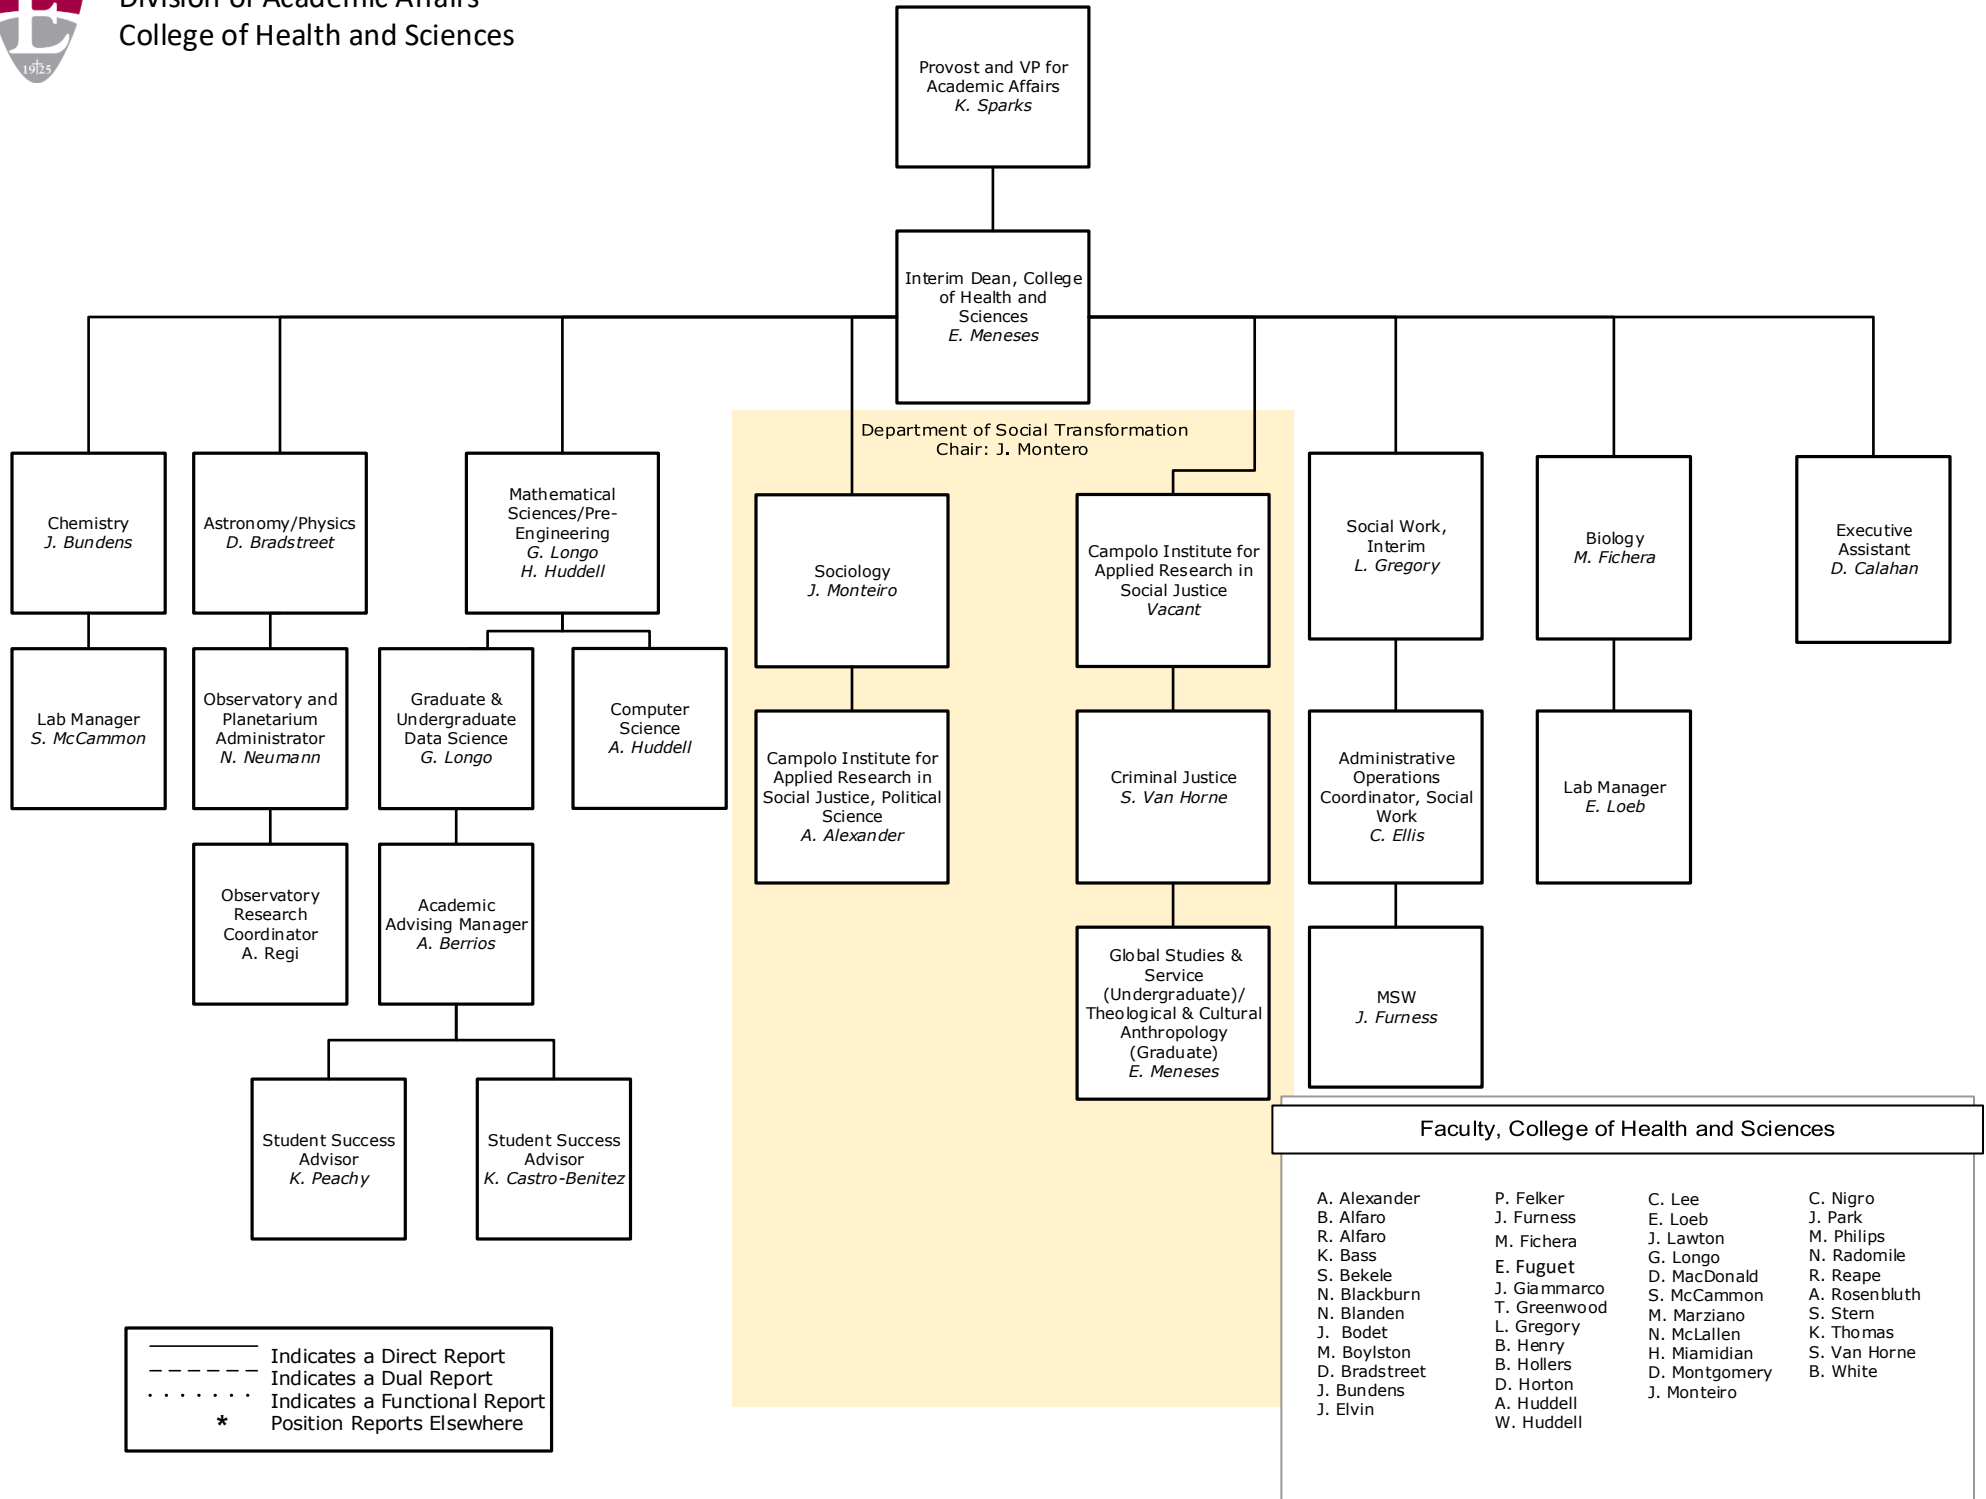 Division of Academic Affairs
College of Health and Sciences
E
1925
Provost and VP for
Academic Affairs
K. Sparks
Interim Dean, College
of Health and
Sciences
E. Meneses
Department of Social Transformation
Chair: J. Montero
Chemistry
J. Bundens
Astronomy/Physics
D. Bradstreet
Mathematical
Sciences/Pre-
Engineering
G. Longo
H. Huddell
Sociology
J. Monteiro
Campolo Institute for
Applied Research in
Social Justice
Vacant
Social Work,
Interim
L. Gregory
Biology
M. Fichera
Executive
Assistant
D. Calahan
Lab Manager
S. McCammon
Observatory and
Planetarium
Administrator
N. Neumann
Graduate &
Undergraduate
Data Science
G. Longo
Computer
Science
A. Huddell
Campolo Institute for
Applied Research in
Social Justice, Political
Science
A. Alexander
Criminal Justice
S. Van Horne
Administrative
Operations
Coordinator, Social
Work
C. Ellis
Lab Manager
E. Loeb
Observatory
Research
Coordinator
A. Regi
Academic
Advising Manager
A. Berrios
Global Studies &
Service
(Undergraduate)/
Theological & Cultural
Anthropology
(Graduate)
E. Meneses
MSW
J. Furness
Student Success
Advisor
K. Peachy
Student Success
Advisor
K. Castro-Benitez
Faculty, College of Health and Sciences
A. Alexander
B. Alfaro
R. Alfaro
K. Bass
S. Bekele
N. Blackburn
N. Blanden
J. Bodet
M. Boylston
D. Bradstreet
J. Bundens
J. Elvin
P. Felker
J. Furness
M. Fichera
E. Fuguet
J. Giammarco
T. Greenwood
L. Gregory
B. Henry
B. Hollers
D. Horton
A. Huddell
W. Huddell
C. Lee
E. Loeb
J. Lawton
G. Longo
D. MacDonald
S. McCammon
M. Marziano
N. McLallen
H. Miamidian
D. Montgomery
J. Monteiro
C. Nigro
J. Park
M. Philips
N. Radomile
R. Reape
A. Rosenbluth
S. Stern
K. Thomas
S. Van Horne
B. White
Indicates a Direct Report
Indicates a Dual Report
Indicates a Functional Report
* Position Reports Elsewhere